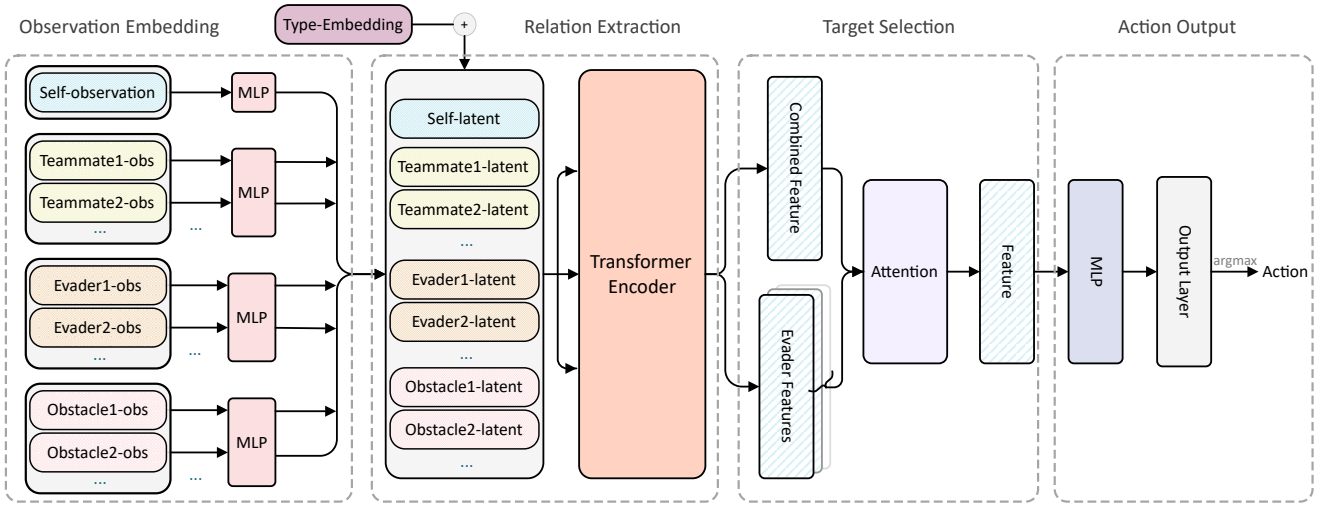 Observation Embedding
Type-Embedding
+
Relation Extraction
Target Selection
Action Output
Self-observation
MLP
Teammate1-obs
Teammate2-obs
...
...
MLP
Evader1-obs
Evader2-obs
...
...
MLP
Obstacle1-obs
Obstacle2-obs
...
...
MLP
Self-latent
Teammate1-latent
Teammate2-latent
...
Evader1-latent
Evader2-latent
...
Obstacle1-latent
Obstacle2-latent
...
Transformer
Encoder
Combined Feature
Evader Features
Attention
Feature
MLP
Output Layer
argmax
Action